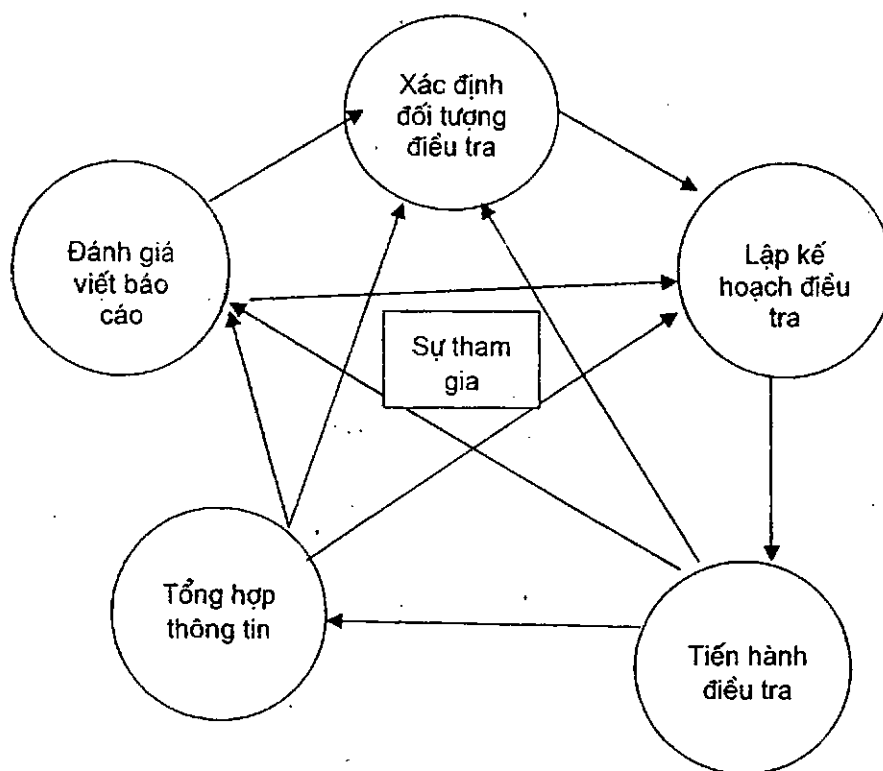 Xác định
đối tượng
điều tra
Đánh giá
viết báo
cáo
Lập kế
hoạch điều
tra
Sự tham
gia
Tổng hợp
thông tin
Tiến hành
điều tra